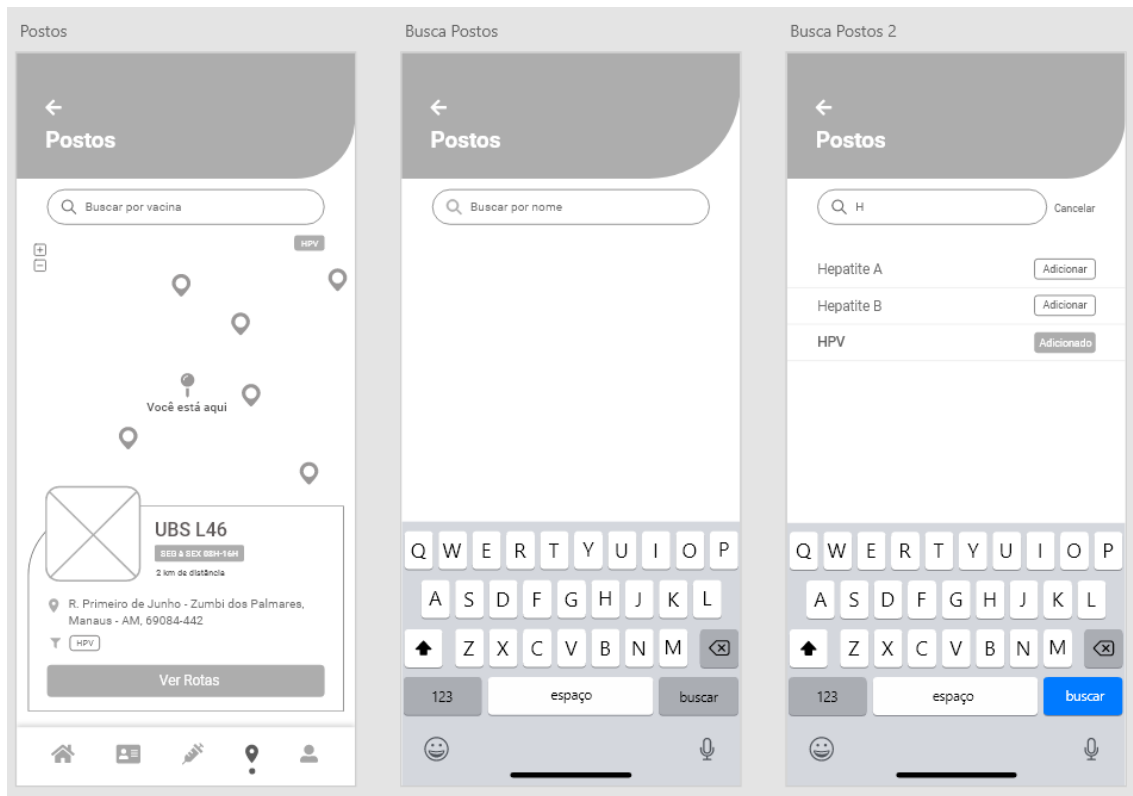 Postos
Postos
Buscar por vacina
HPV
Você está aqui
UBS L46
SEG à SEX 08H-16H
2 km de distância
R. Primeiro de Junho - Zumbi dos Palmares,
Manaus - AM, 69084-442
HPV
Ver Rotas
Busca Postos
Postos
Buscar por nome
Q W E R T Y U I O P
A S D F G H J K L
Z X C V B N M
123 espaço buscar
Busca Postos 2
Postos
H Cancelar
Hepatite A Adicionar
Hepatite B Adicionar
HPV Adicionado
Q W E R T Y U I O P
A S D F G H J K L
Z X C V B N M
123 espaço buscar